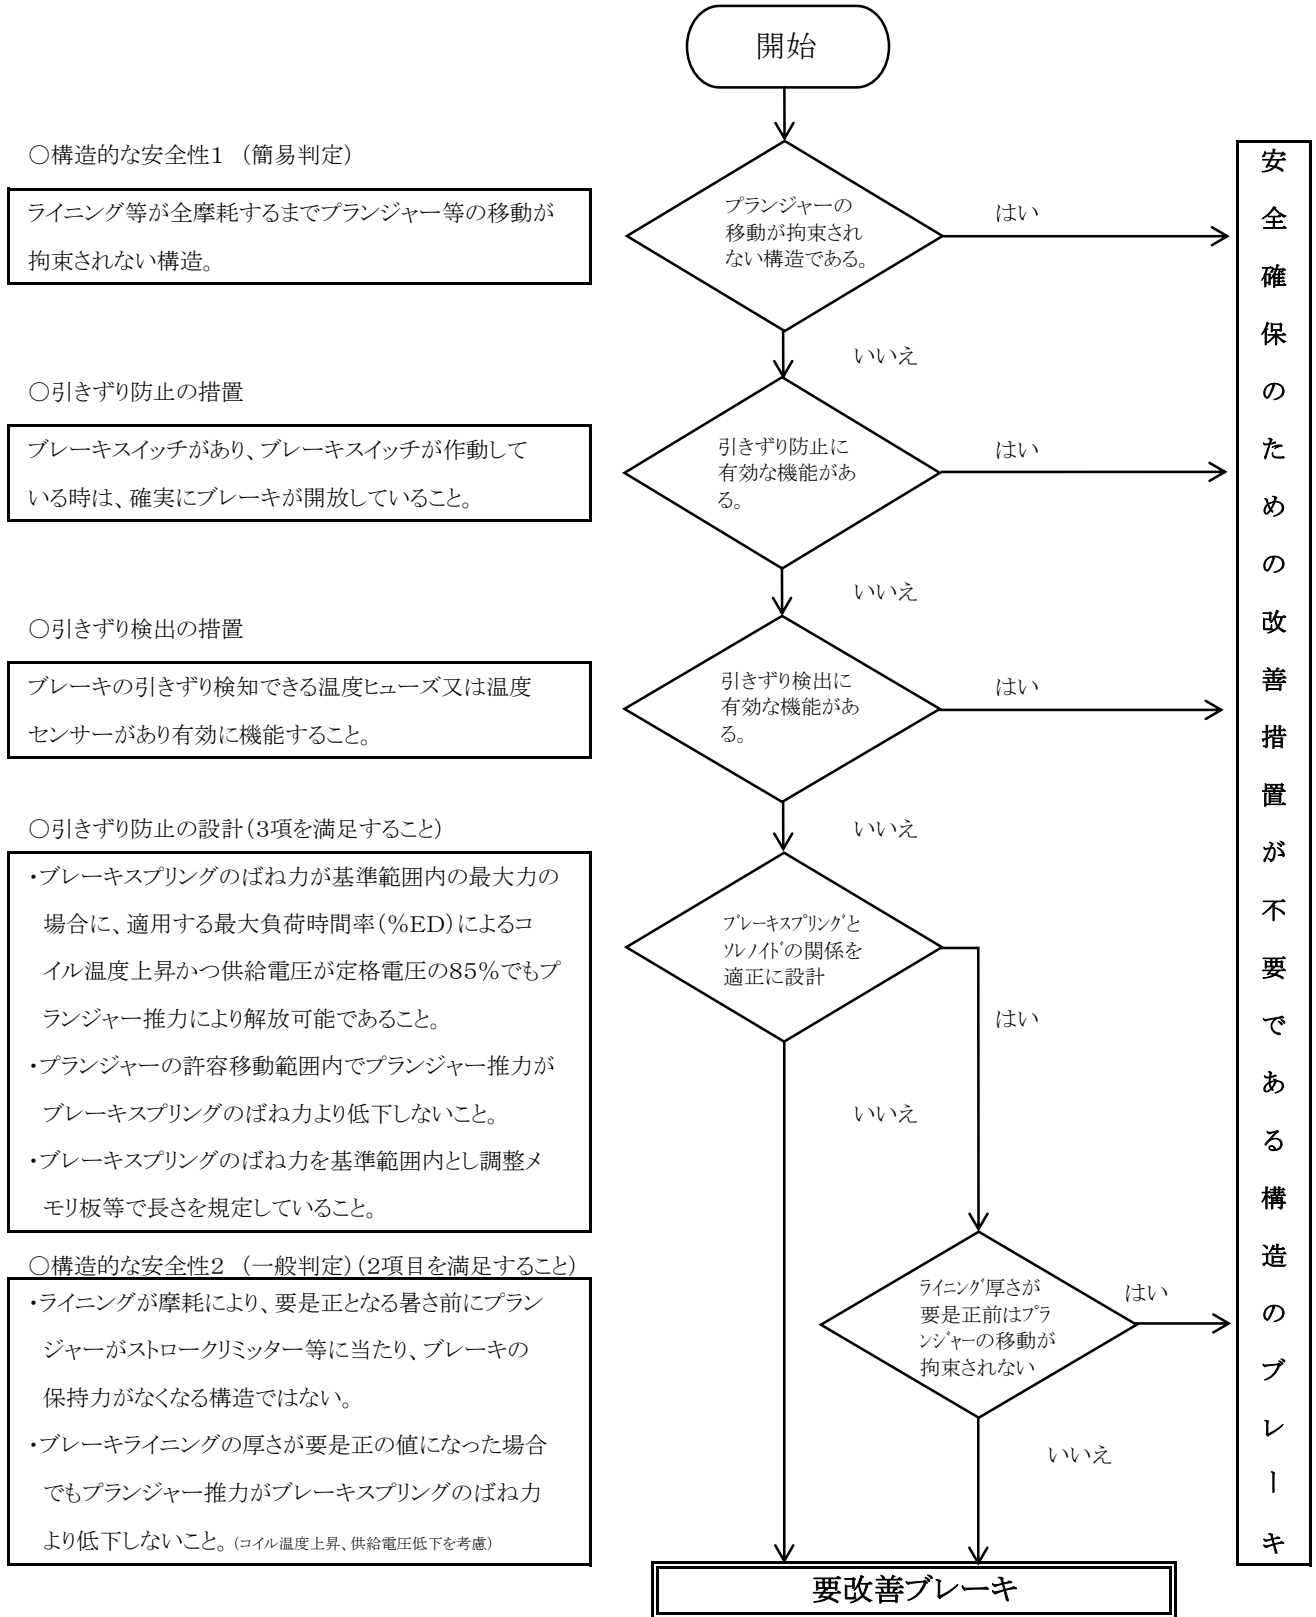 開始
○構造的な安全性1 （簡易判定）
ライニング等が全摩耗するまでプランジャー等の移動が
拘束されない構造。
プランジャーの
移動が拘束され
ない構造である。
はい
いいえ
○引きずり防止の措置
ブレーキスイッチがあり、ブレーキスイッチが作動して
いる時は、確実にブレーキが開放していること。
引きずり防止に
有効な機能があ
る。
はい
いいえ
○引きずり検出の措置
ブレーキの引きずり検知できる温度ヒューズ又は温度
センサーがあり有効に機能すること。
引きずり検出に
有効な機能があ
る。
はい
いいえ
○引きずり防止の設計（3項を満足すること）
・ブレーキスプリングのばね力が基準範囲内の最大力の
場合に、適用する最大負荷時間率（％ED）によるコ
イル温度上昇かつ供給電圧が定格電圧の85％でもプ
ランジャー推力により解放可能であること。
・プランジャーの許容移動範囲内でプランジャー推力が
ブレーキスプリングのばね力より低下しないこと。
・ブレーキスプリングのばね力を基準範囲内とし調整メ
モリ板等で長さを規定していること。
ﾌﾞﾚｰｷｽﾌﾟﾘﾝｸﾞと
ｿﾚﾉｲﾄﾞの関係を
適正に設計
はい
いいえ
○構造的な安全性2 （一般判定）（2項目を満足すること）
・ライニングが摩耗により、要是正となる暑さ前にプラン
ジャーがストロークリミッター等に当たり、ブレーキの
保持力がなくなる構造ではない。
・ブレーキライニングの厚さが要是正の値になった場合
でもプランジャー推力がブレーキスプリングのばね力
より低下しないこと。（コイル温度上昇、供給電圧低下を考慮）
ﾗｲﾆﾝｸﾞ厚さが
要是正前はﾌﾟﾗ
ﾝｼﾞｬｰの移動が
拘束されない
はい
いいえ
要改善ブレーキ
安全確保のための改善措置が不要である構造のブレーキ